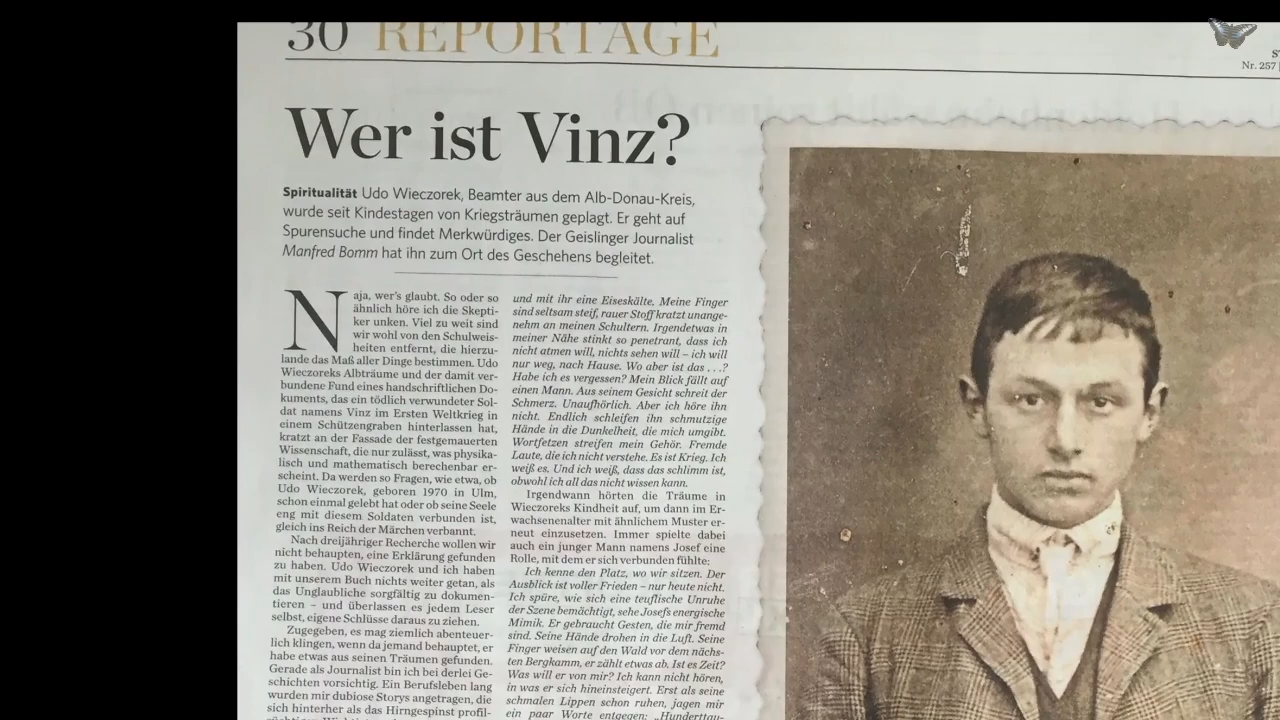 30 REPORTAGE
Nr. 257
Wer ist Vinz?
Spiritualität Udo Wieczorek, Beamter aus dem Alb-Donau-Kreis,
wurde seit Kindestagen von Kriegsträumen geplagt. Er geht auf
Spurensuche und findet Merkwürdiges. Der Geislinger Journalist
Manfred Bomm hat ihn zum Ort des Geschehens begleitet.
Naja, wer's glaubt. So oder so
ähnlich höre ich die Skepti-
ker unken. Viel zu weit sind
wir wohl von den Schulweis-
heiten entfernt, die hierzu-
lande das Maß aller Dinge bestimmen. Udo
Wieczoreks Albträume und der damit ver-
bundene Fund eines handschriftlichen Do-
kuments, das ein tödlich verwundeter Sol-
dat namens Vinz im Ersten Weltkrieg in
einem Schützengraben hinterlassen hat,
kratzt an der Fassade der festgemauerten
Wissenschaft, die nur zulässt, was physika-
lisch und mathematisch berechenbar er-
scheint. Da werden so Fragen, wie etwa, ob
Udo Wieczorek, geboren 1970 in Ulm,
schon einmal gelebt hat oder ob seine Seele
eng mit diesem Soldaten verbunden ist,
gleich ins Reich der Märchen verbannt.
Nach dreijähriger Recherche wollen wir
nicht behaupten, eine Erklärung gefunden
zu haben. Udo Wieczorek und ich haben
mit unserem Buch nichts weiter getan, als
das Unglaubliche sorgfältig zu dokumen-
tieren – und überlassen es jedem Leser
selbst, eigene Schlüsse daraus zu ziehen.
Zugegeben, es mag ziemlich abenteuer-
lich klingen, wenn da jemand behauptet, er
habe etwas aus seinen Träumen gefunden.
Gerade als Journalist bin ich bei derlei Ge-
schichten vorsichtig. Ein Berufsleben lang
wurden mir dubiose Storys angetragen, die
sich hinterher als das Hirngespinst profil-
und mit ihr eine Eiseskälte. Meine Finger
sind seltsam steif, rauer Stoff kratzt unange-
nehm an meinen Schultern. Irgendetwas in
meiner Nähe stinkt so penetrant, dass ich
nicht atmen will, nichts sehen will – ich will
nur weg, nach Hause. Wo aber ist das . . .?
Habe ich es vergessen? Mein Blick fällt auf
einen Mann. Aus seinem Gesicht schreit der
Schmerz. Unaufhörlich. Aber ich höre ihn
nicht. Endlich schleifen ihn schmutzige
Hände in die Dunkelheit, die mich umgibt.
Wortfetzen streifen mein Gehör. Fremde
Laute, die ich nicht verstehe. Es ist Krieg. Ich
weiß es. Und ich weiß, dass das schlimm ist,
obwohl ich all das nicht wissen kann.
Irgendwann hörten die Träume in
Wieczoreks Kindheit auf, um dann im Er-
wachsenenalter mit ähnlichem Muster er-
neut einzusetzen. Immer spielte dabei
auch ein junger Mann namens Josef eine
Rolle, mit dem er sich verbunden fühlte:
Ich kenne den Platz, wo wir sitzen. Der
Ausblick ist voller Frieden – nur heute nicht.
Ich spüre, wie sich eine teuflische Unruhe
der Szene bemächtigt, sehe Josefs energische
Mimik. Er gebraucht Gesten, die mir fremd
sind. Seine Hände drohen in die Luft. Seine
Finger weisen auf den Wald vor dem nächs-
ten Bergkamm, er zählt etwas ab. Ist es Zeit?
Was will er von mir? Ich kann nicht hören,
in was er sich hineinsteigert. Erst als seine
schmalen Lippen schon ruhen, jagen mir
ein paar Worte entgegen: „Hunderttau-